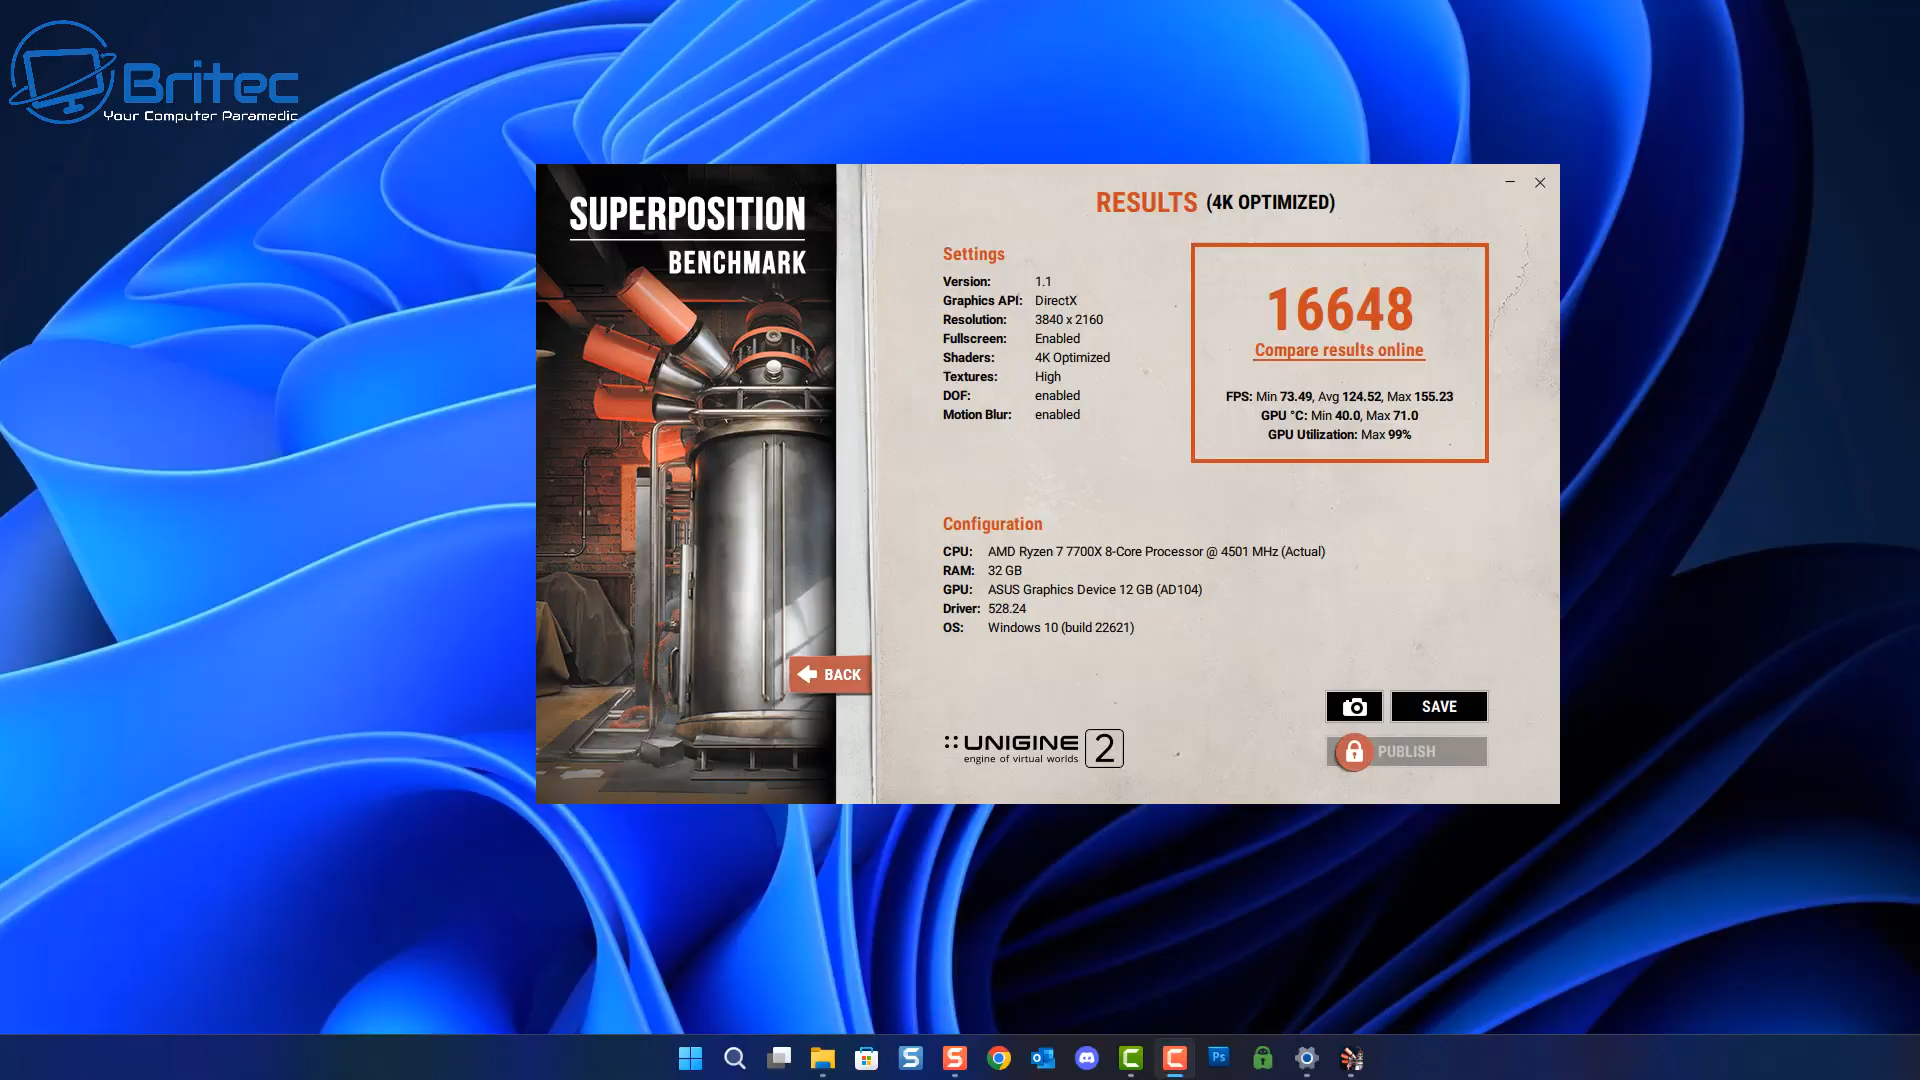 Britec
Your Computer Paramedic
SUPERPOSITION
BENCHMARK
RESULTS (4K OPTIMIZED)
Settings
Version: 1.1
Graphics API: DirectX
Resolution: 3840 x 2160
Fullscreen: Enabled
Shaders: 4K Optimized
Textures: High
DOF: enabled
Motion Blur: enabled
16648
Compare results online
FPS: Min 73.49, Avg 124.52, Max 155.23
GPU °C: Min 40.0, Max 71.0
GPU Utilization: Max 99%
Configuration
CPU: AMD Ryzen 7 7700X 8-Core Processor @ 4501 MHz (Actual)
RAM: 32 GB
GPU: ASUS Graphics Device 12 GB (AD104)
Driver: 528.24
OS: Windows 10 (build 22621)
BACK
SAVE
PUBLISH
UNIGINE 2
engine of virtual worlds
S
S
C
C
Ps